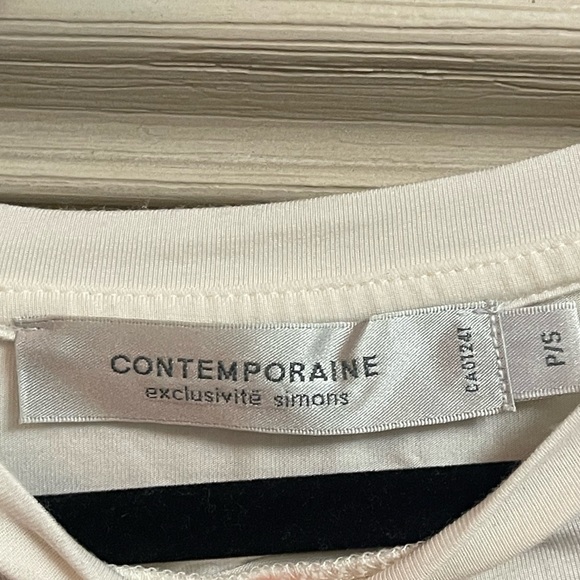 CONTEMPORAINE
exclusivité simons
CA01241
P/S